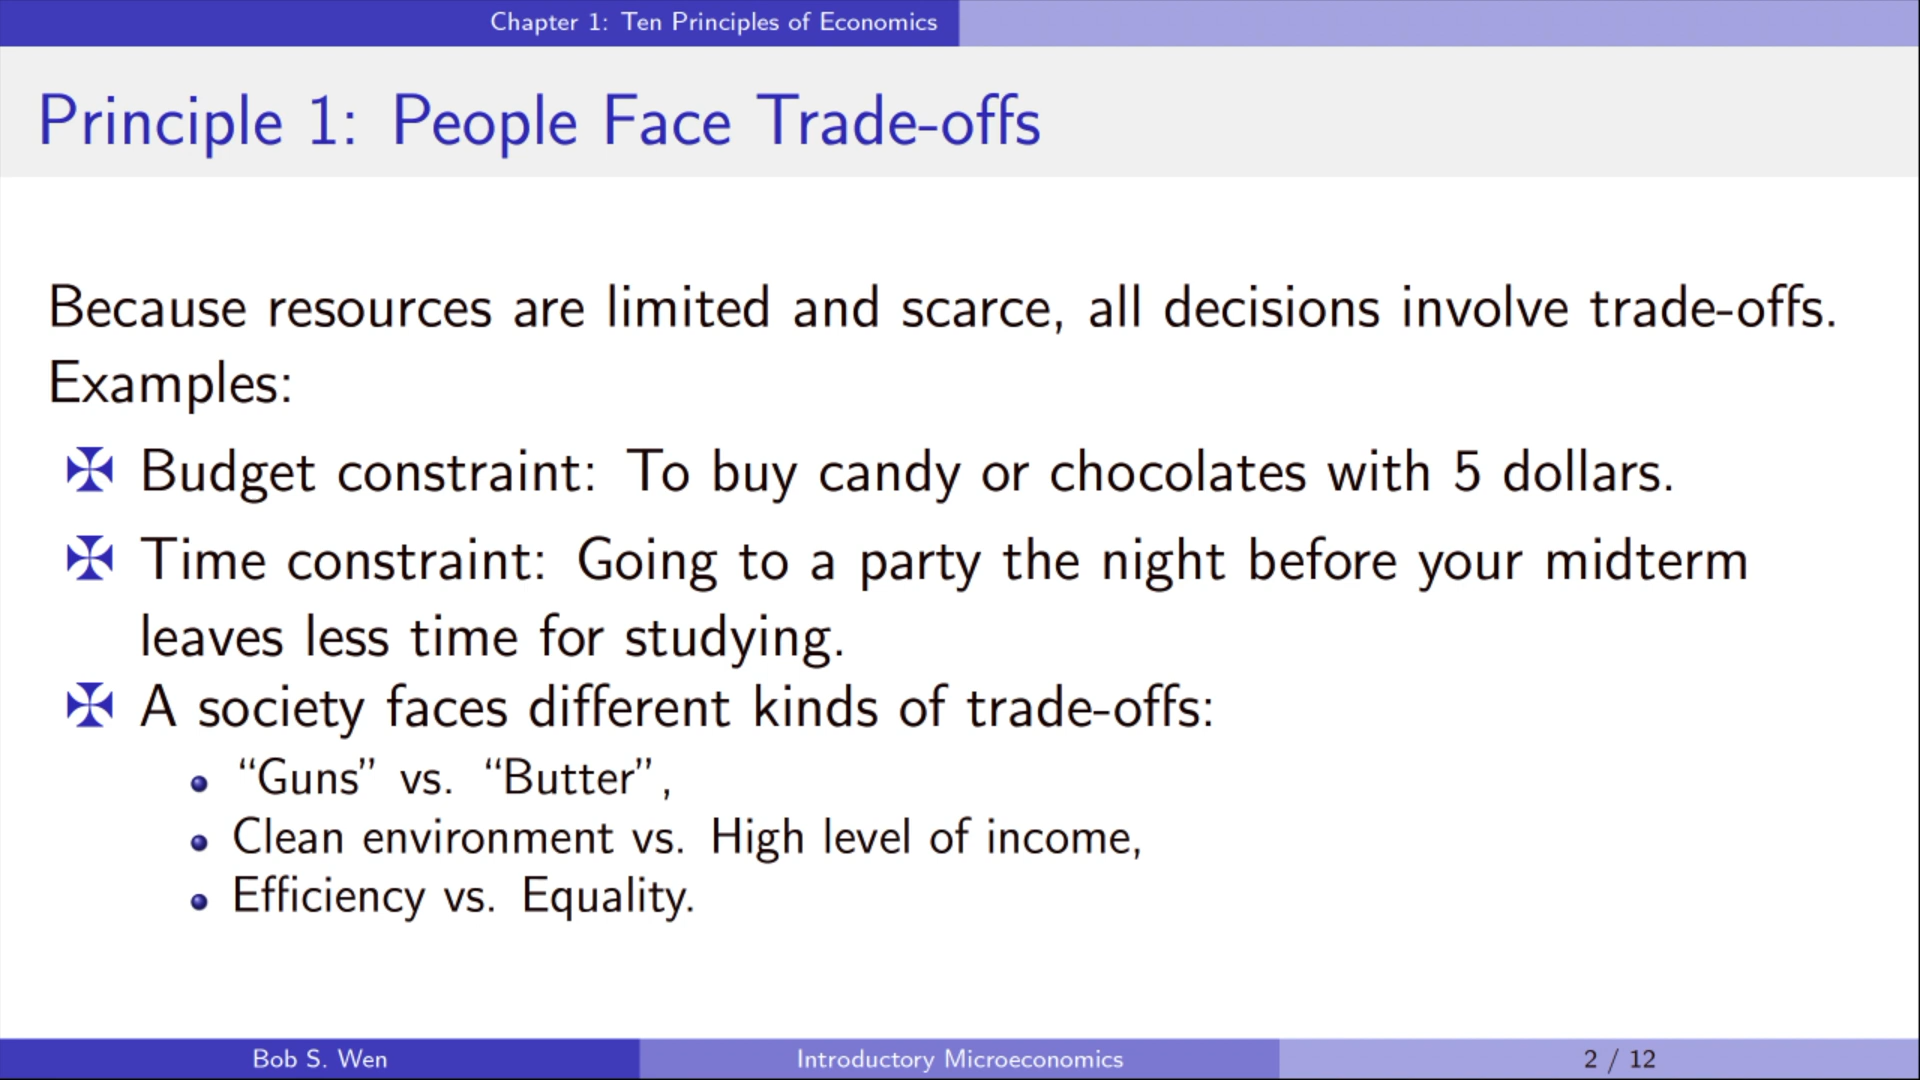 Chapter 1: Ten Principles of Economics
Principle 1: People Face Trade-offs
Because resources are limited and scarce, all decisions involve trade-offs.
Examples:
✠ Budget constraint: To buy candy or chocolates with 5 dollars.
✠ Time constraint: Going to a party the night before your midterm
leaves less time for studying.
✠ A society faces different kinds of trade-offs:
• “Guns” vs. “Butter”,
• Clean environment vs. High level of income,
• Efficiency vs. Equality.
Bob S. Wen
Introductory Microeconomics
2 / 12